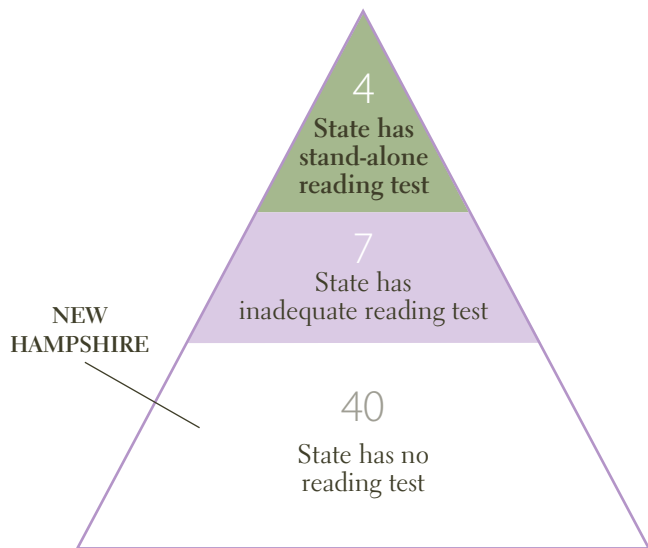 4
State has
stand-alone
reading test
7
State has
inadequate reading test
NEW
HAMPSHIRE
40
State has no
reading test